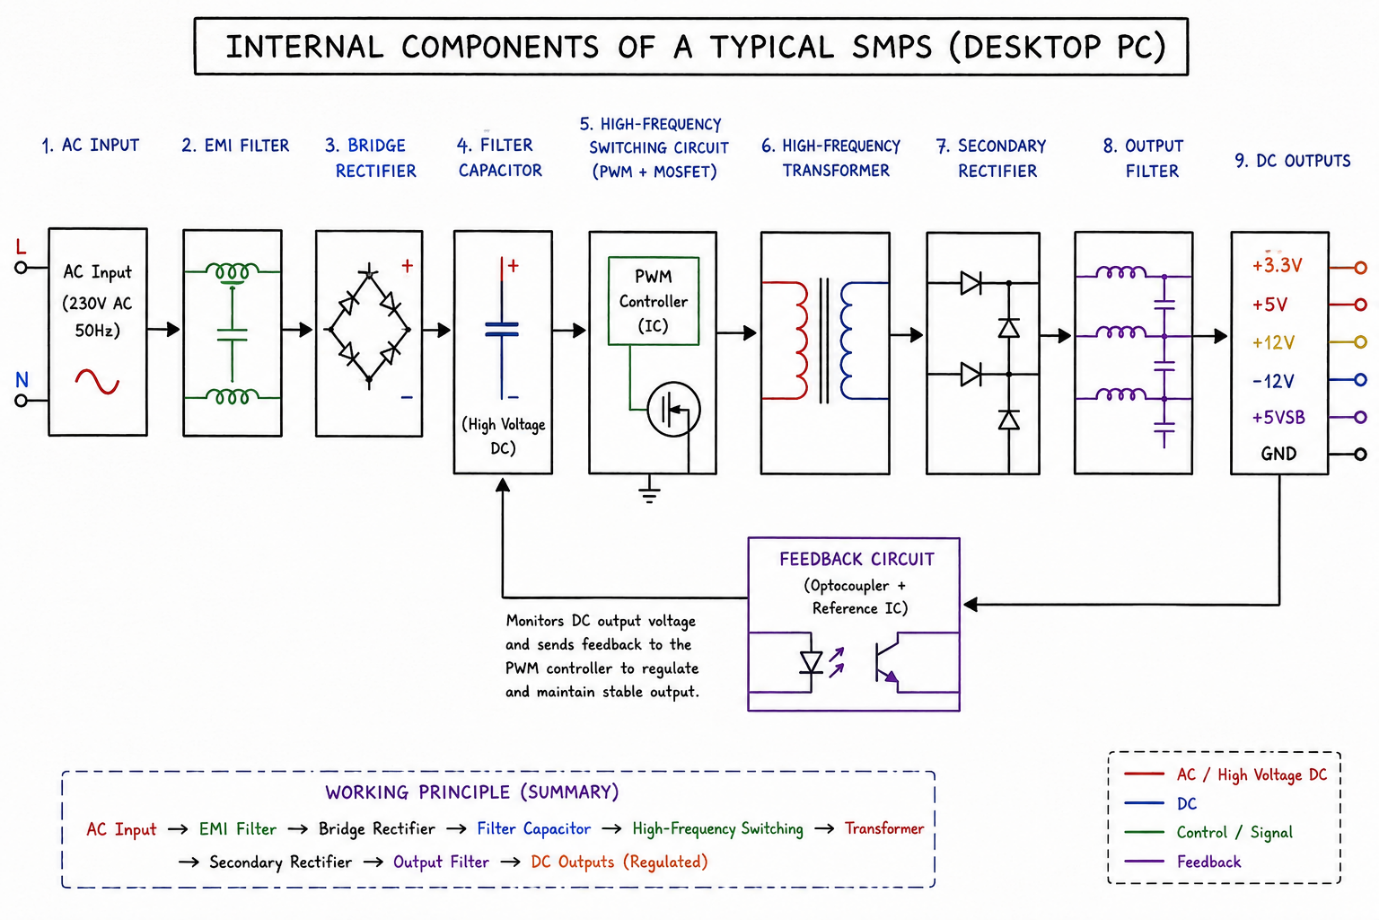 INTERNAL COMPONENTS OF A TYPICAL SMPS (DESKTOP PC)
1. AC INPUT
2. EMI FILTER
3. BRIDGE
RECTIFIER
4. FILTER
CAPACITOR
5. HIGH-FREQUENCY
SWITCHING CIRCUIT
(PWM + MOSFET)
6. HIGH-FREQUENCY
TRANSFORMER
7. SECONDARY
RECTIFIER
8. OUTPUT
FILTER
9. DC OUTPUTS
L
N
AC Input
(230V AC
50Hz)
+
−
+
−
(High Voltage
DC)
PWM
Controller
(IC)
+3.3V
+5V
+12V
-12V
+5VSB
GND
FEEDBACK CIRCUIT
(Optocoupler +
Reference IC)
Monitors DC output voltage
and sends feedback to the
PWM controller to regulate
and maintain stable output.
WORKING PRINCIPLE (SUMMARY)
AC Input → EMI Filter → Bridge Rectifier → Filter Capacitor → High-Frequency Switching → Transformer
→ Secondary Rectifier → Output Filter → DC Outputs (Regulated)
AC / High Voltage DC
DC
Control / Signal
Feedback